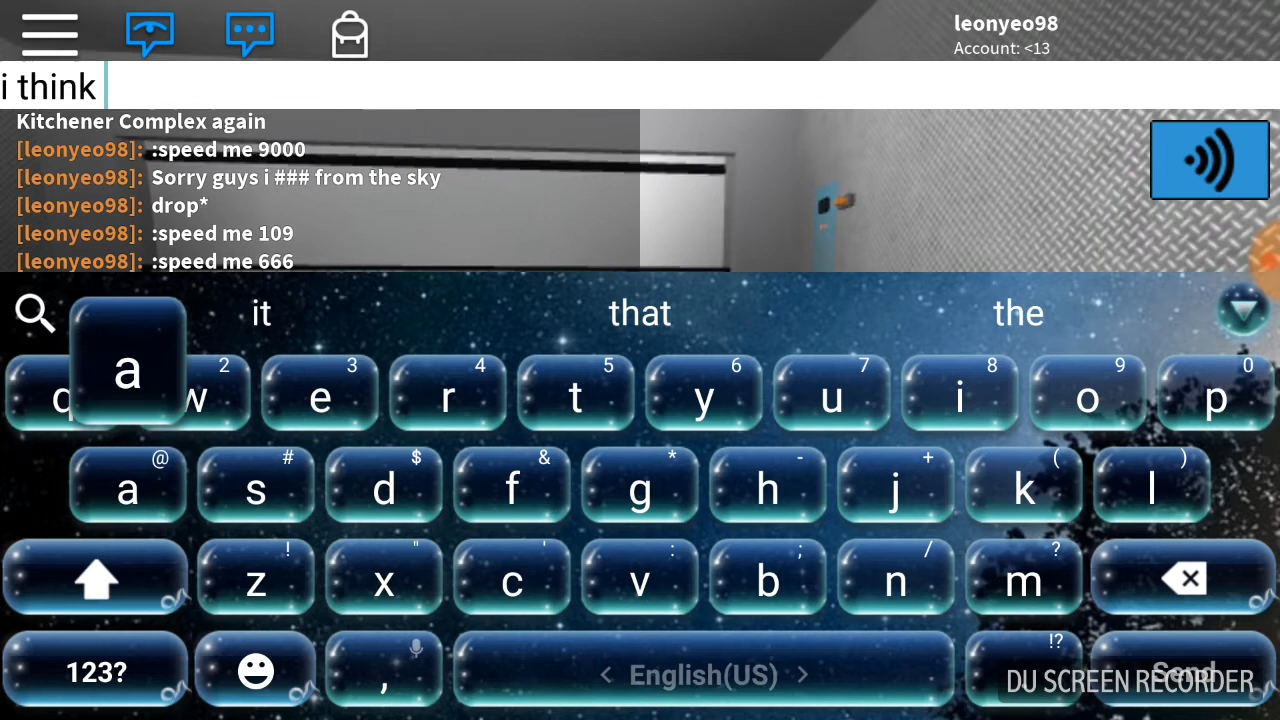 leonyeo98
Account: <13
i think
Kitchener Complex again
[leonyeo98]: :speed me 9000
[leonyeo98]: Sorry guys i ### from the sky
[leonyeo98]: drop*
[leonyeo98]: :speed me 109
[leonyeo98]: :speed me 666
it that the
a
q w 2 e 3 r 4 t 5 y 6 u 7 i 8 o 9 p 0
a @ s # d $ f & g * h - j + k ( l )
z ! x " c ' v : b ; n / m ?
123? , < English(US) > !? Send
DU SCREEN RECORDER